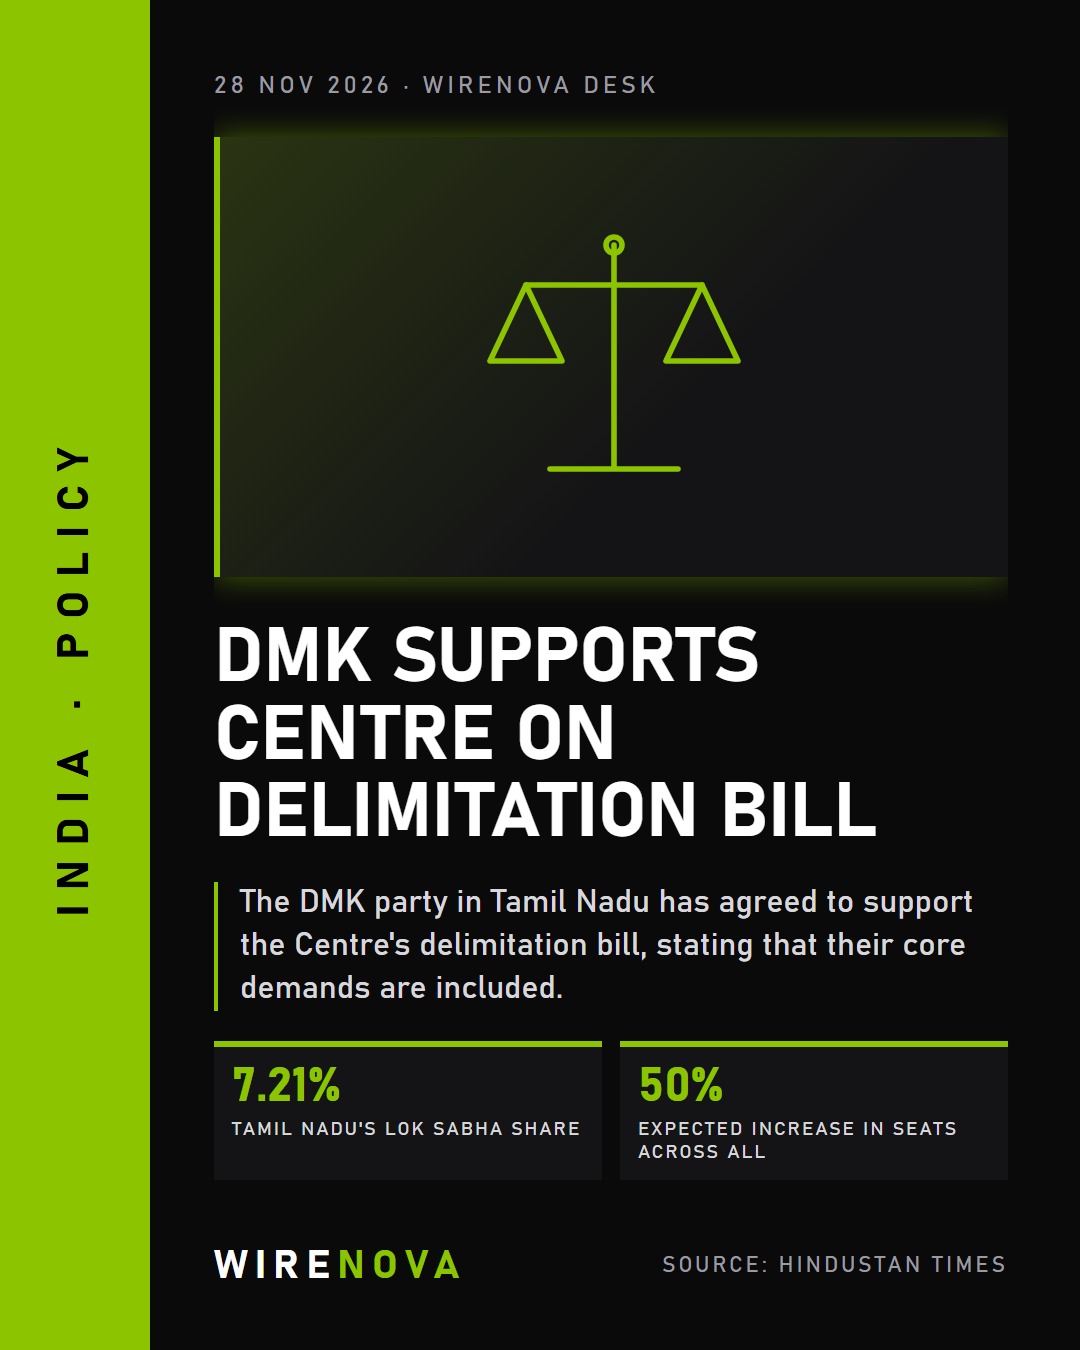 28 NOV 2026 · WIRENOVA DESK
INDIA · POLICY
DMK SUPPORTS
CENTRE ON
DELIMITATION BILL
The DMK party in Tamil Nadu has agreed to support
the Centre's delimitation bill, stating that their core
demands are included.
7.21%
TAMIL NADU'S LOK SABHA SHARE
50%
EXPECTED INCREASE IN SEATS
ACROSS ALL
WIRENOVA
SOURCE: HINDUSTAN TIMES